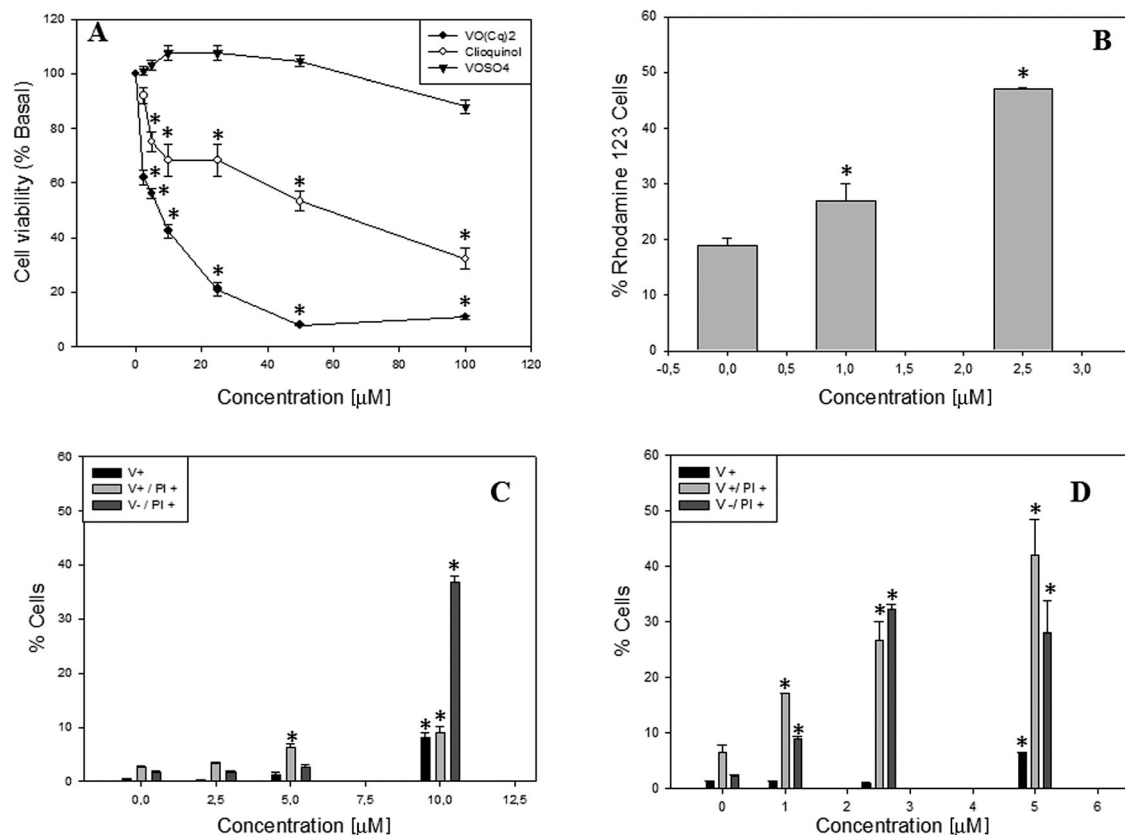 A
VO(Cq)2
Clioquinol
VOSO4
Cell viability (% Basal)
120
100
80
60
40
20
0
* * *
* *
* *
* * * *
0 20 40 60 80 100 120
Concentration [µM]
B
% Rhodamine 123 Cells
60
50
40
30
20
10
0
* *
-0,5 0,0 0,5 1,0 1,5 2,0 2,5 3,0
Concentration [µM]
C
V+
V+ / PI +
V- / PI +
% Cells
60
50
40
30
20
10
0
* * * *
0,0 2,5 5,0 7,5 10,0 12,5
Concentration [µM]
D
V +
V +/ PI +
V -/ PI +
% Cells
60
50
40
30
20
10
0
* * * * * * *
0 1 2 3 4 5 6
Concentration [µM]